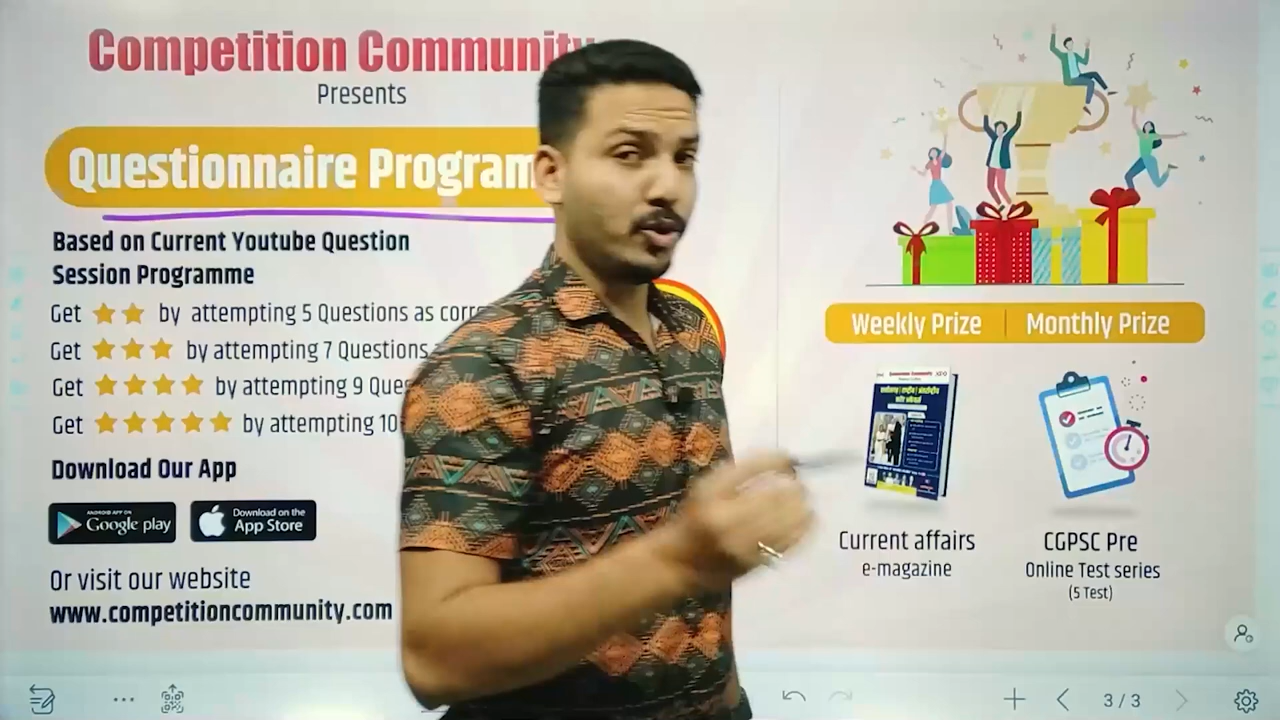 Competition Community
Presents
Questionnaire Program
Based on Current Youtube Question
Session Programme
Get by attempting 5 Questions as corr
Get by attempting 7 Questions
Get by attempting 9 Ques
Get by attempting 10
Download Our App
ANDROID APP ON
Google play
Download on the
App Store
Or visit our website
www.competitioncommunity.com
Weekly Prize
Monthly Prize
Current affairs
e-magazine
CGPSC Pre
Online Test series
(5 Test)
3/3